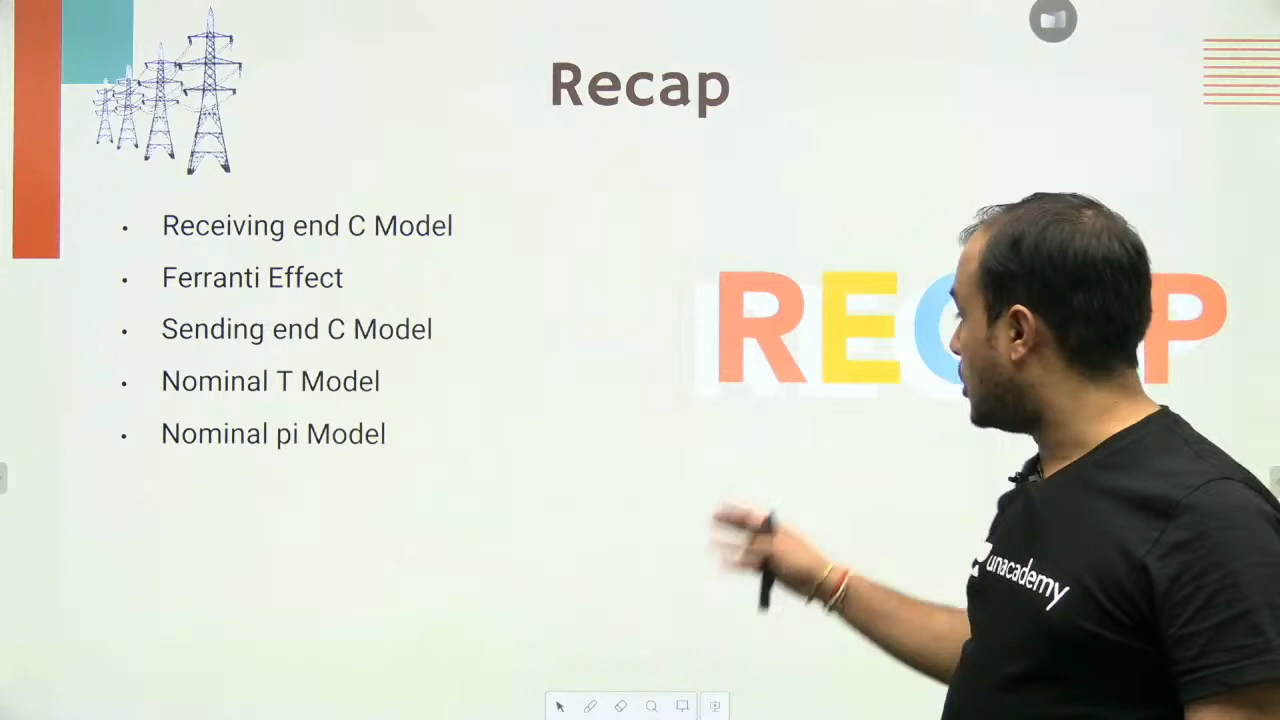 Recap
Receiving end C Model
Ferranti Effect
Sending end C Model
Nominal T Model
Nominal pi Model
unacademy